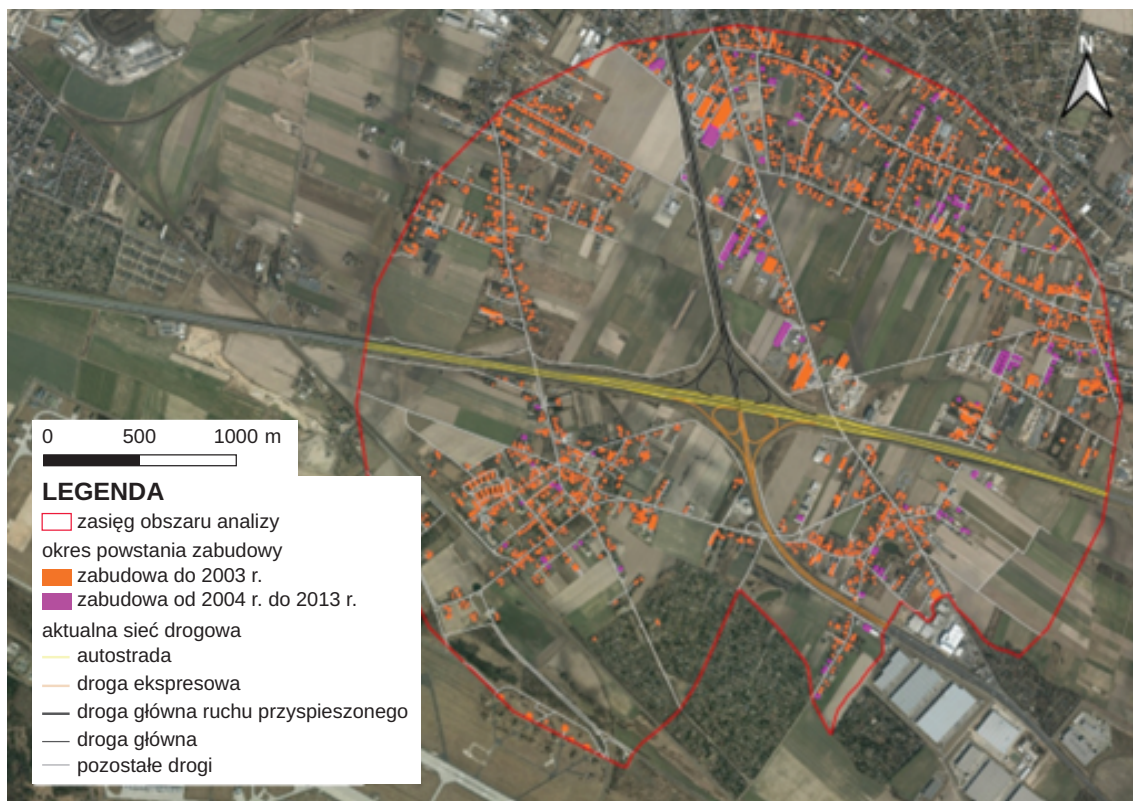 N
0 500 1000 m
LEGENDA
zasięg obszaru analizy
okres powstania zabudowy
zabudowa do 2003 r.
zabudowa od 2004 r. do 2013 r.
aktualna sieć drogowa
autostrada
droga ekspresowa
droga główna ruchu przyspieszonego
droga główna
pozostałe drogi